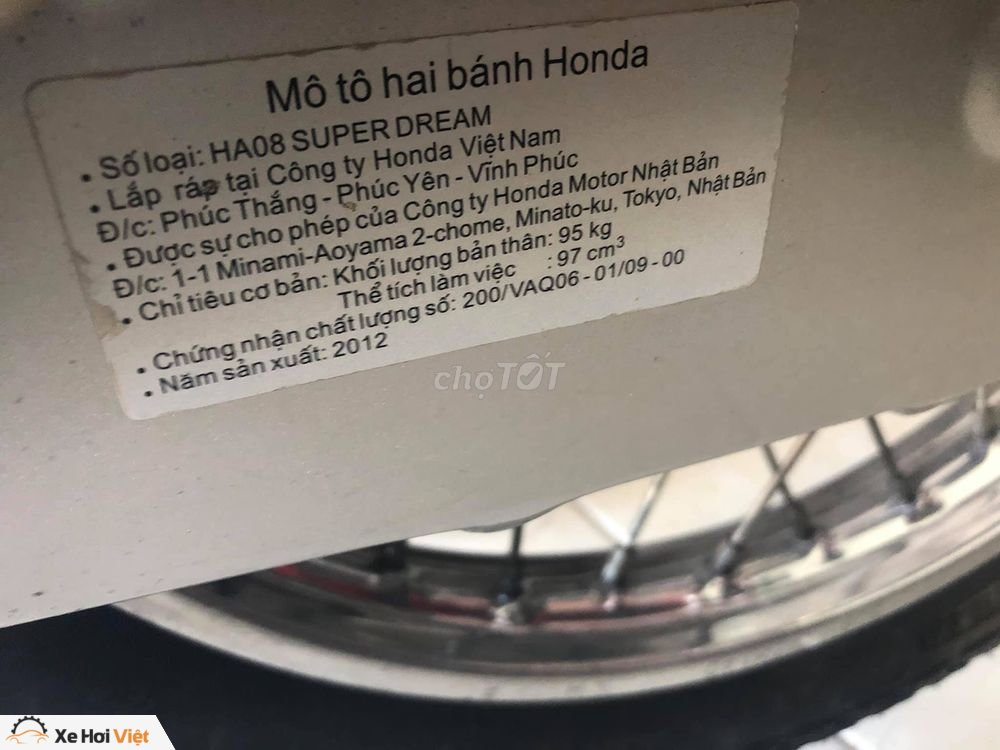 Mô tô hai bánh Honda
• Số loại: HA08 SUPER DREAM
• Lắp ráp tại Công ty Honda Việt Nam
Đ/c: Phúc Thắng - Phúc Yên - Vĩnh Phúc
• Được sự cho phép của Công ty Honda Motor Nhật Bản
Đ/c: 1-1 Minami-Aoyama 2-chome, Minato-ku, Tokyo, Nhật Bản
• Chỉ tiêu cơ bản: Khối lượng bản thân: 95 kg
Thể tích làm việc : 97 cm³
• Chứng nhận chất lượng số: 200/VAQ06 - 01/09 - 00
• Năm sản xuất: 2012
chợTỐT
Xe Hơi Việt